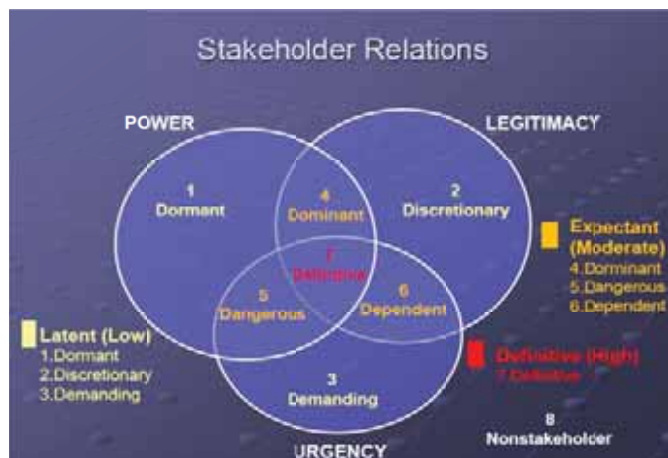 Stakeholder Relations
POWER
LEGITIMACY
1
Dormant
4
Dominant
2
Discretionary
7
Definitive
5
Dangerous
6
Dependent
3
Demanding
URGENCY
Expectant
(Moderate)
4.Dorminant
5.Dangerous
6.Dependent
Latent (Low)
1.Dormant
2.Discretionary
3.Demanding
Definitive (High)
7.Definitive
8
Nonstakeholder